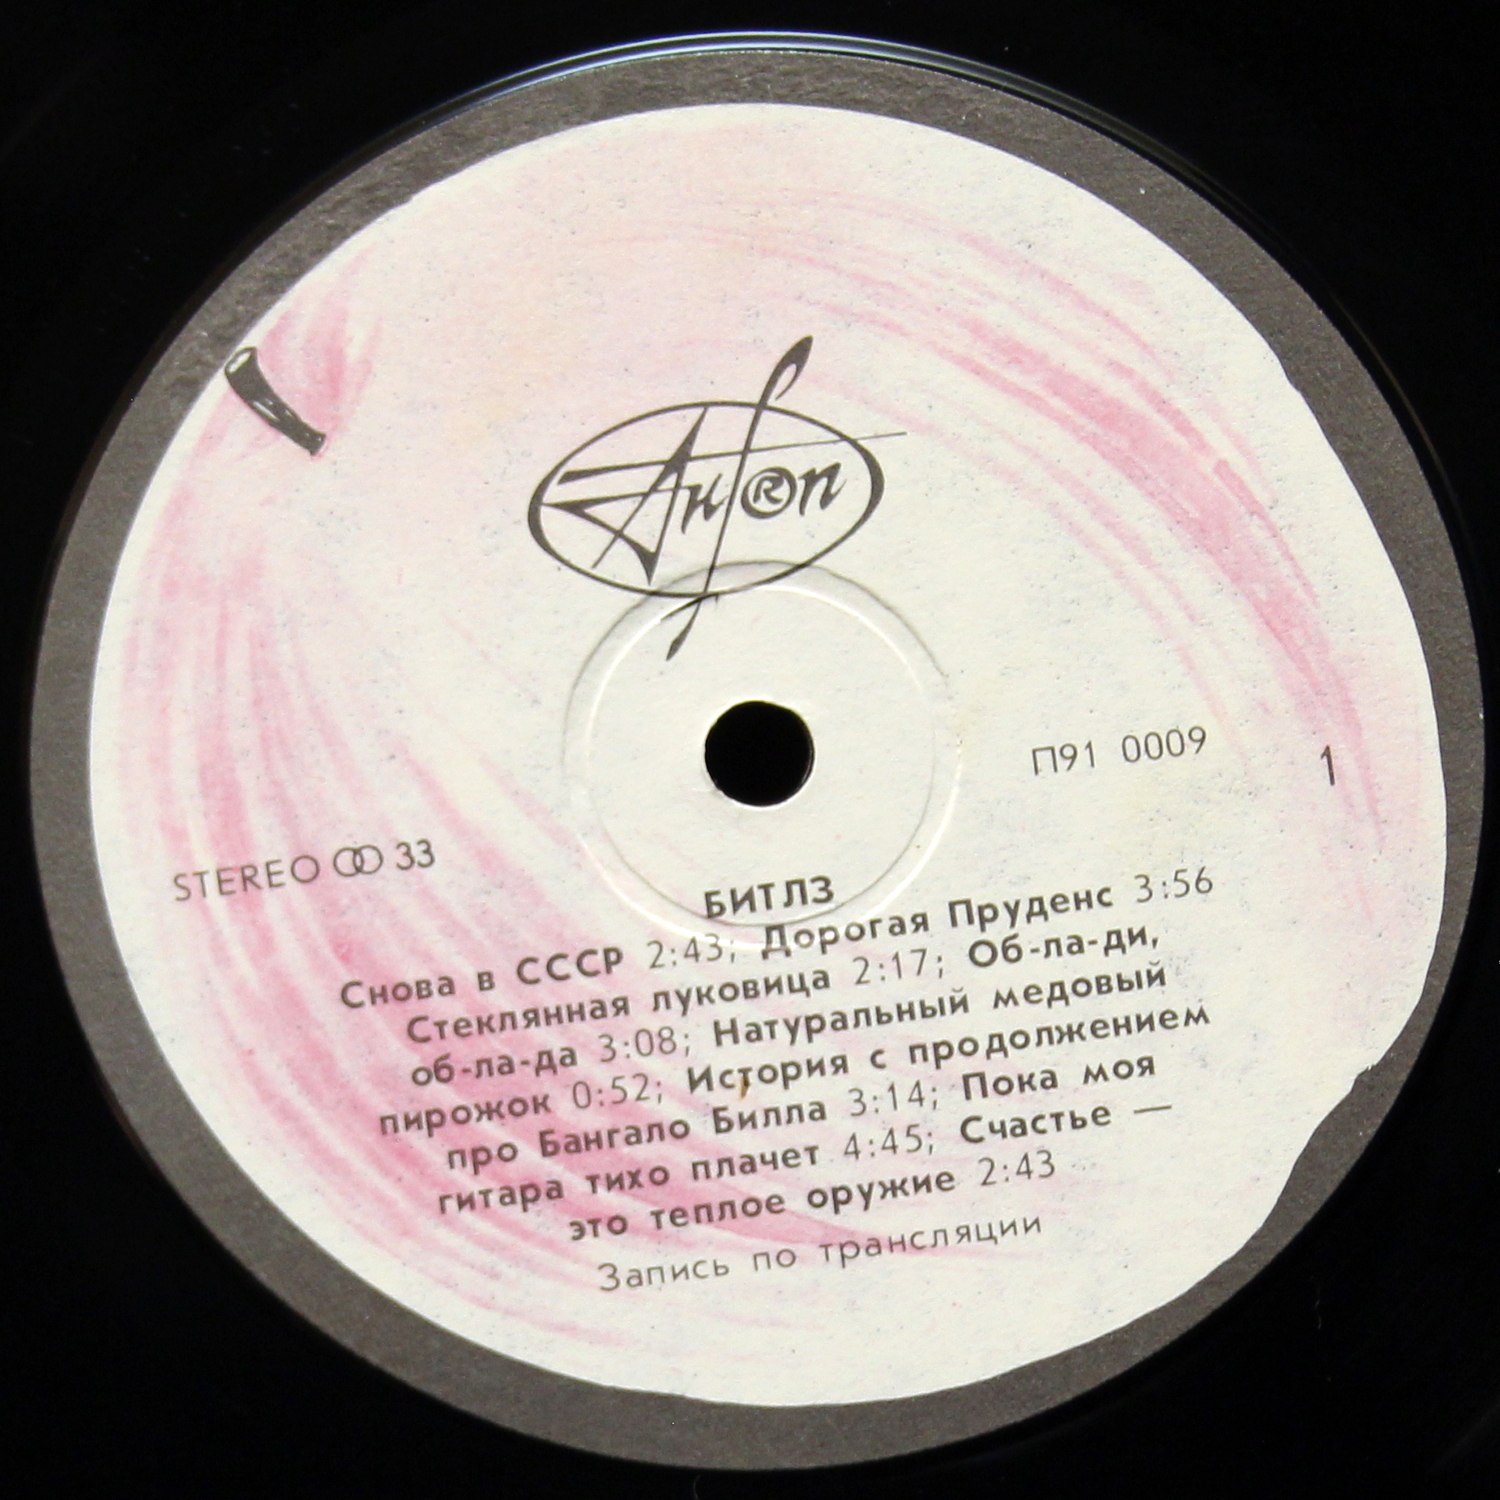 Антроп
®
П91 0009
1
STEREO 33
БИТЛЗ
Снова в СССР 2:43; Дорогая Пруденс 3:56
Стеклянная луковица 2:17; Об-ла-ди,
об-ла-да 3:08; Натуральный медовый
пирожок 0:52; История с продолжением
про Бангало Билла 3:14; Пока моя
гитара тихо плачет 4:45; Счастье —
это теплое оружие 2:43
Запись по трансляции